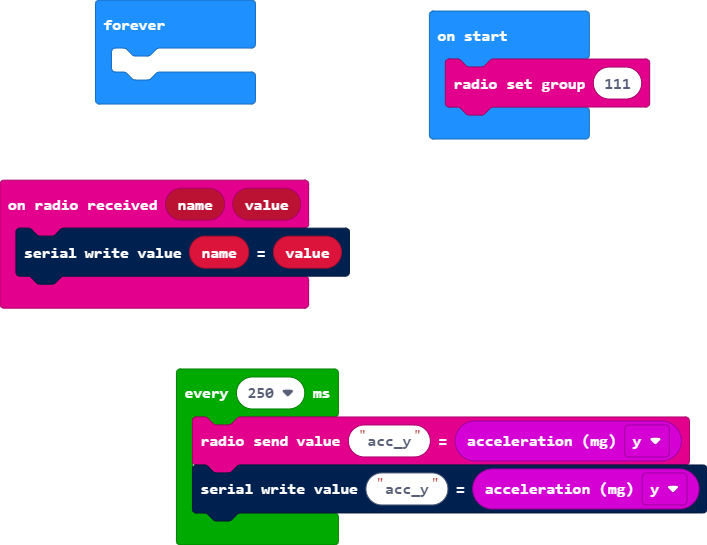 forever
on start
radio set group 111
on radio received name value
serial write value name = value
every 250 ms
radio send value "acc_y" = acceleration (mg) y
serial write value "acc_y" = acceleration (mg) y